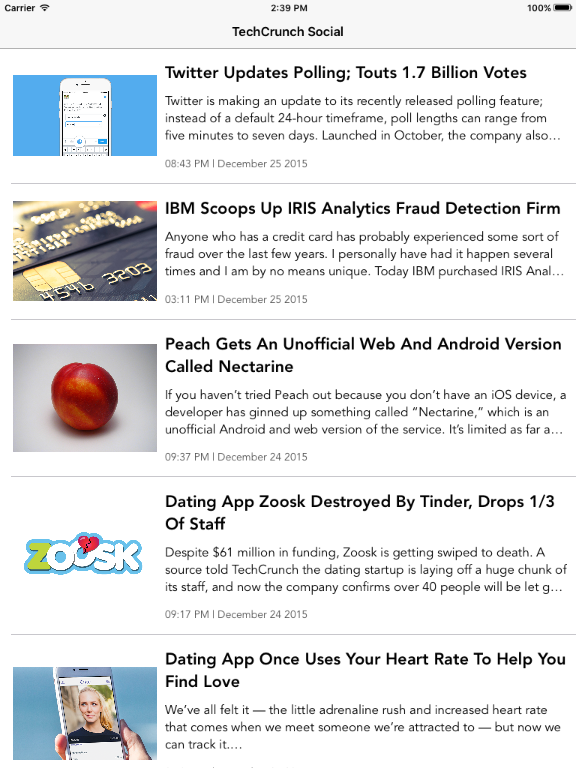 Carrier 2:39 PM 100%
TechCrunch Social
Twitter Updates Polling; Touts 1.7 Billion Votes
Twitter is making an update to its recently released polling feature;
instead of a default 24-hour timeframe, poll lengths can range from
five minutes to seven days. Launched in October, the company also…
08:43 PM | December 25 2015
IBM Scoops Up IRIS Analytics Fraud Detection Firm
Anyone who has a credit card has probably experienced some sort of
fraud over the last few years. I personally have had it happen several
times and I am by no means unique. Today IBM purchased IRIS Anal…
03:11 PM | December 25 2015
4546 3203
Peach Gets An Unofficial Web And Android Version
Called Nectarine
If you haven’t tried Peach out because you don’t have an iOS device, a
developer has ginned up something called “Nectarine,” which is an
unofficial Android and web version of the service. It’s limited as far a…
09:37 PM | December 24 2015
Dating App Zoosk Destroyed By Tinder, Drops 1/3
Of Staff
Despite $61 million in funding, Zoosk is getting swiped to death. A
source told TechCrunch the dating startup is laying off a huge chunk of
its staff, and now the company confirms over 40 people will be let g…
09:17 PM | December 24 2015
ZOOSK
Dating App Once Uses Your Heart Rate To Help You
Find Love
We’ve all felt it — the little adrenaline rush and increased heart rate
that comes when we meet someone we’re attracted to — but now we
can track it.…